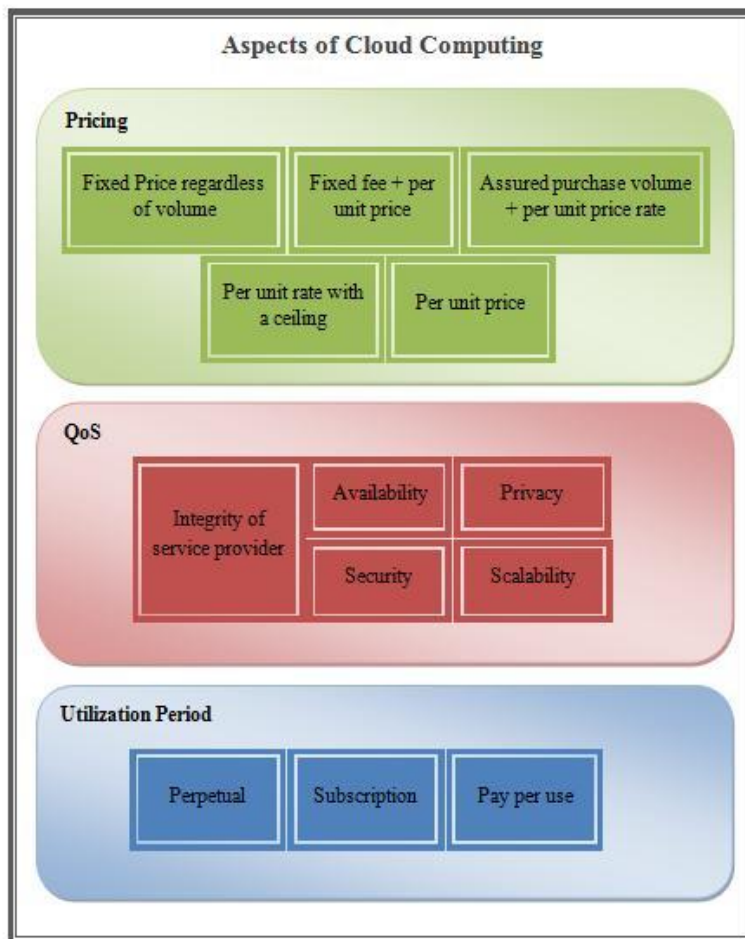 Aspects of Cloud Computing
Pricing
Fixed Price regardless
of volume
Fixed fee + per
unit price
Assured purchase volume
+ per unit price rate
Per unit rate with
a ceiling
Per unit price
QoS
Integrity of
service provider
Availability
Privacy
Security
Scalability
Utilization Period
Perpetual
Subscription
Pay per use